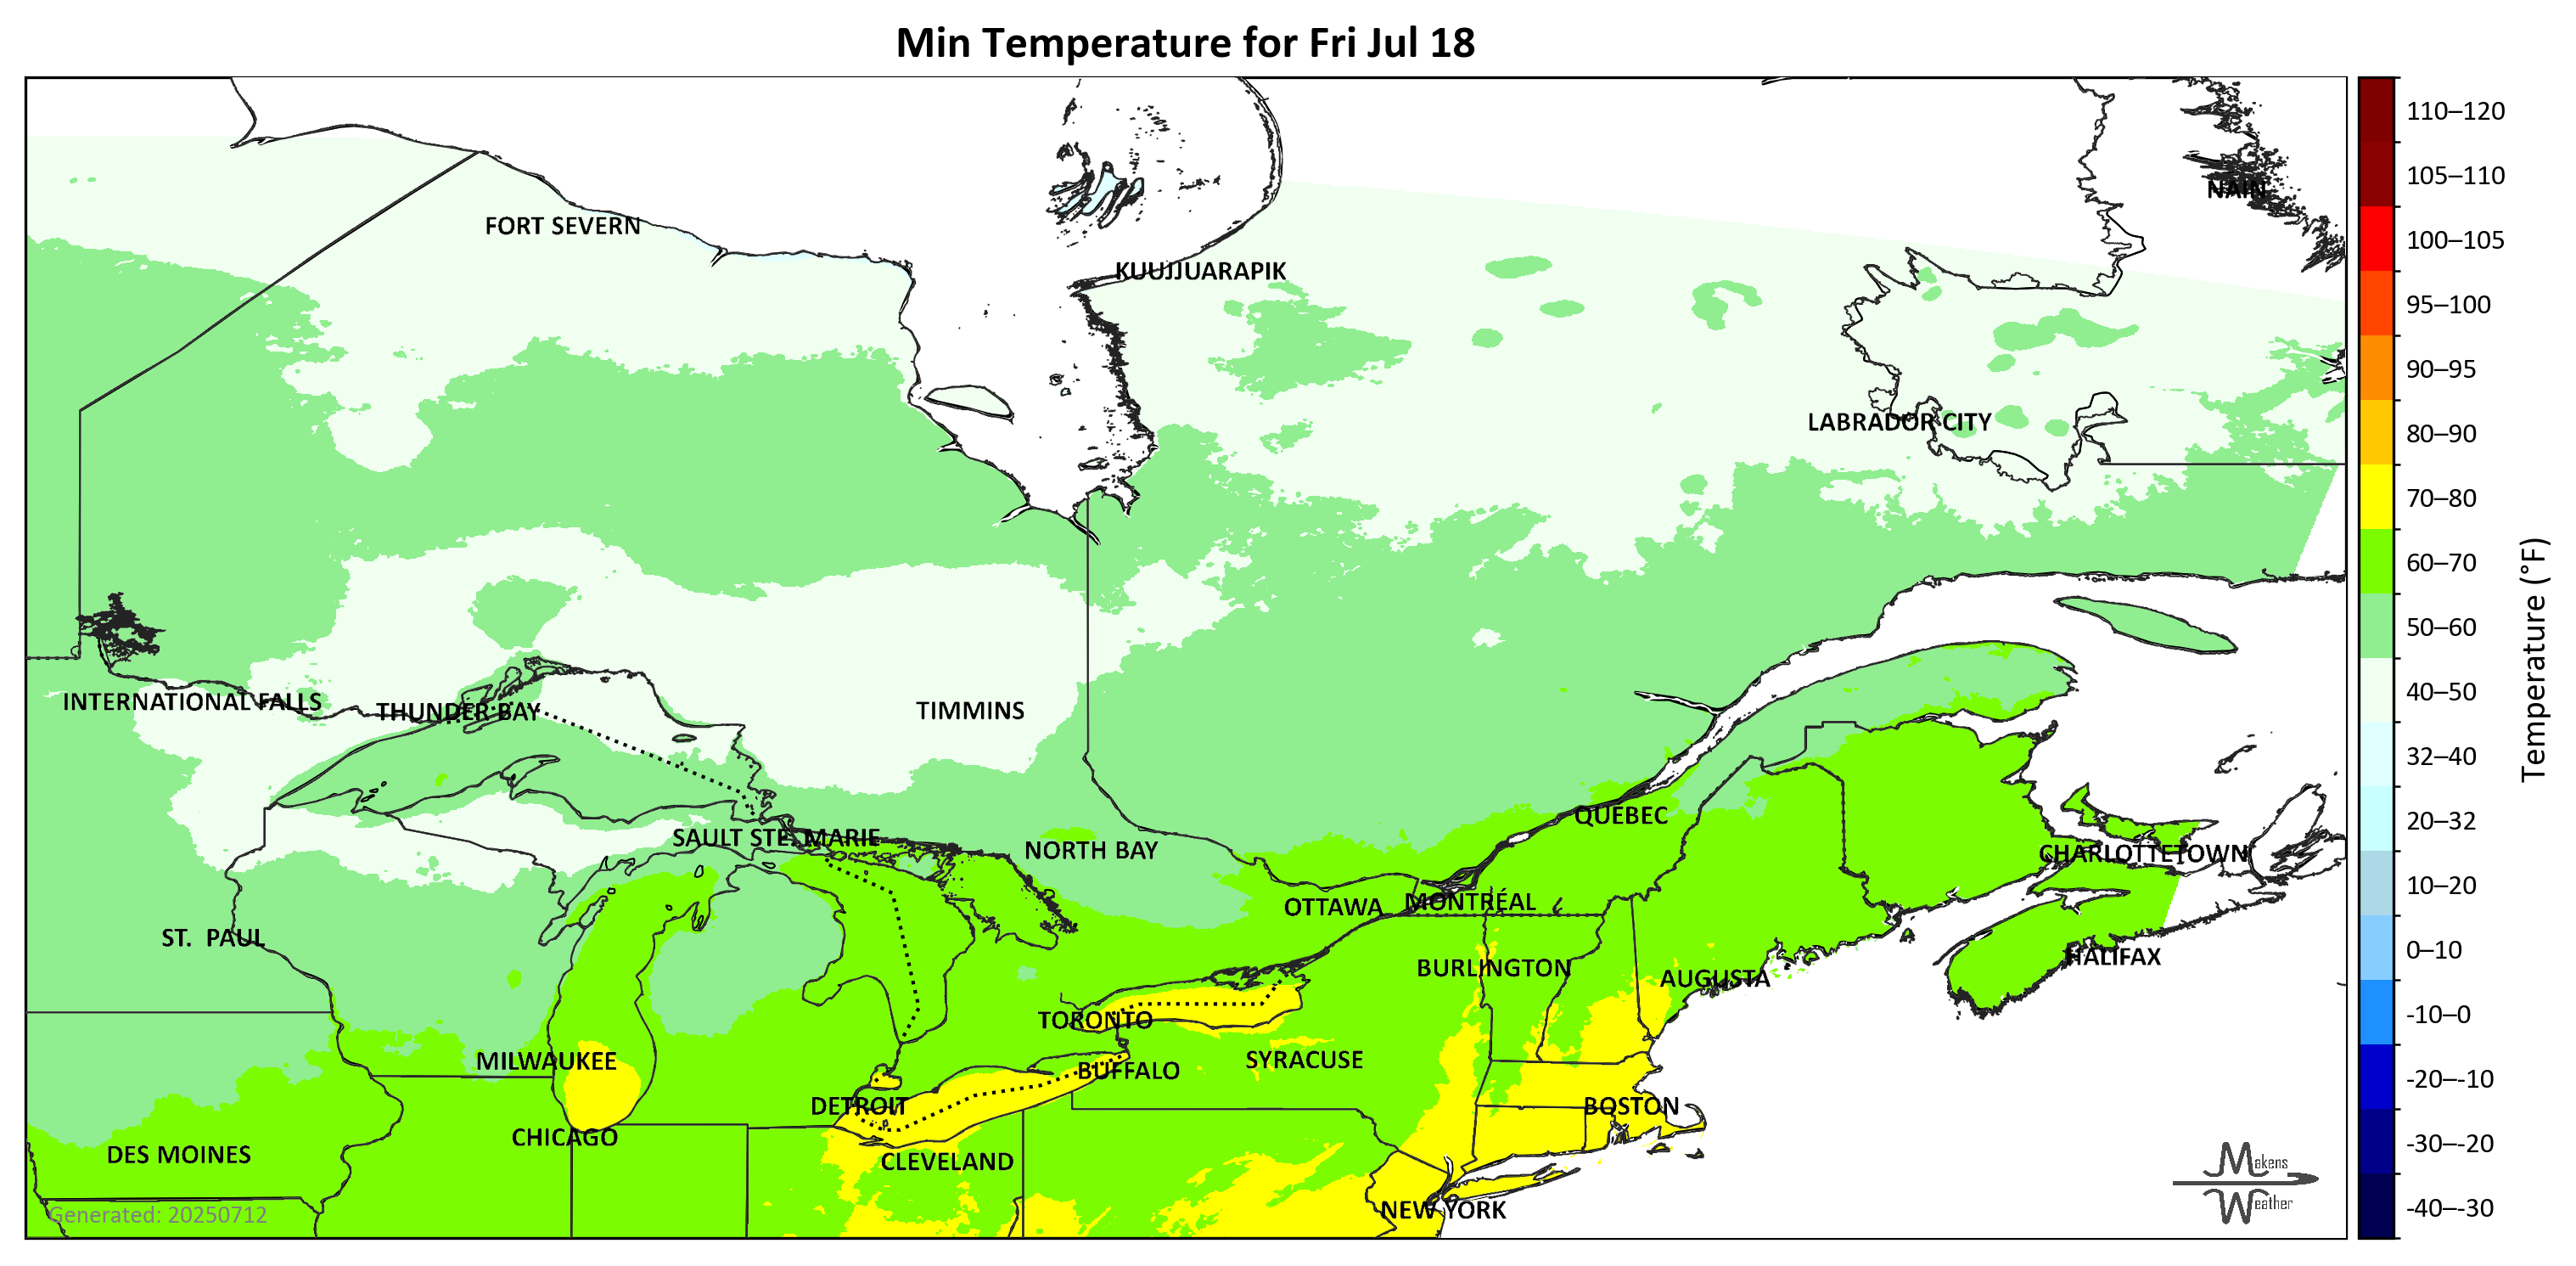 Min Temperature for Fri Jul 18
110–120
105–110
NAIN
FORT SEVERN
100–105
KUUJJUARAPIK
95–100
90–95
LABRADOR CITY
80–90
70–80
60–70
50–60
Temperature (°F)
40–50
INTERNATIONAL FALLS
THUNDER BAY
TIMMINS
32–40
QUÉBEC
20–32
SAULT STE. MARIE
NORTH BAY
CHARLOTTETOWN
10–20
OTTAWA
MONTRÉAL
ST. PAUL
0–10
HALIFAX
BURLINGTON
AUGUSTA
-10–0
TORONTO
MILWAUKEE
SYRACUSE
BUFFALO
-20–-10
DETROIT
BOSTON
CHICAGO
-30–-20
DES MOINES
CLEVELAND
Makens
Weather
NEW YORK
-40–-30
Generated: 20250712